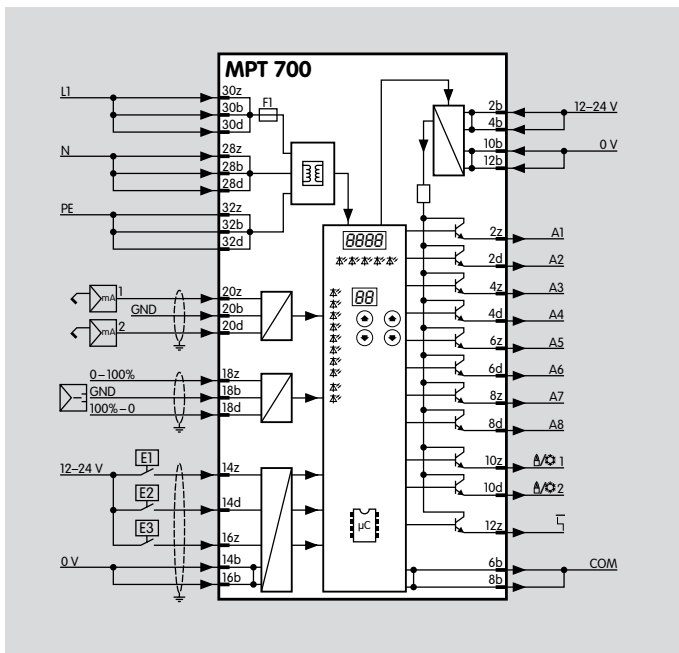 MPT 700
L1
30z
30b
30d
F1
N
28z
28b
28d
PE
32z
32b
32d
mA
1
20z
GND
20b
mA
2
20d
0–100%
18z
GND
18b
100%–0
18d
12–24 V
E1
14z
E2
14d
E3
16z
0 V
14b
16b
8888
88
µC
2b
12–24 V
4b
10b
0 V
12b
2z
A1
2d
A2
4z
A3
4d
A4
6z
A5
6d
A6
8z
A7
8d
A8
10z
1
10d
2
12z
6b
COM
8b